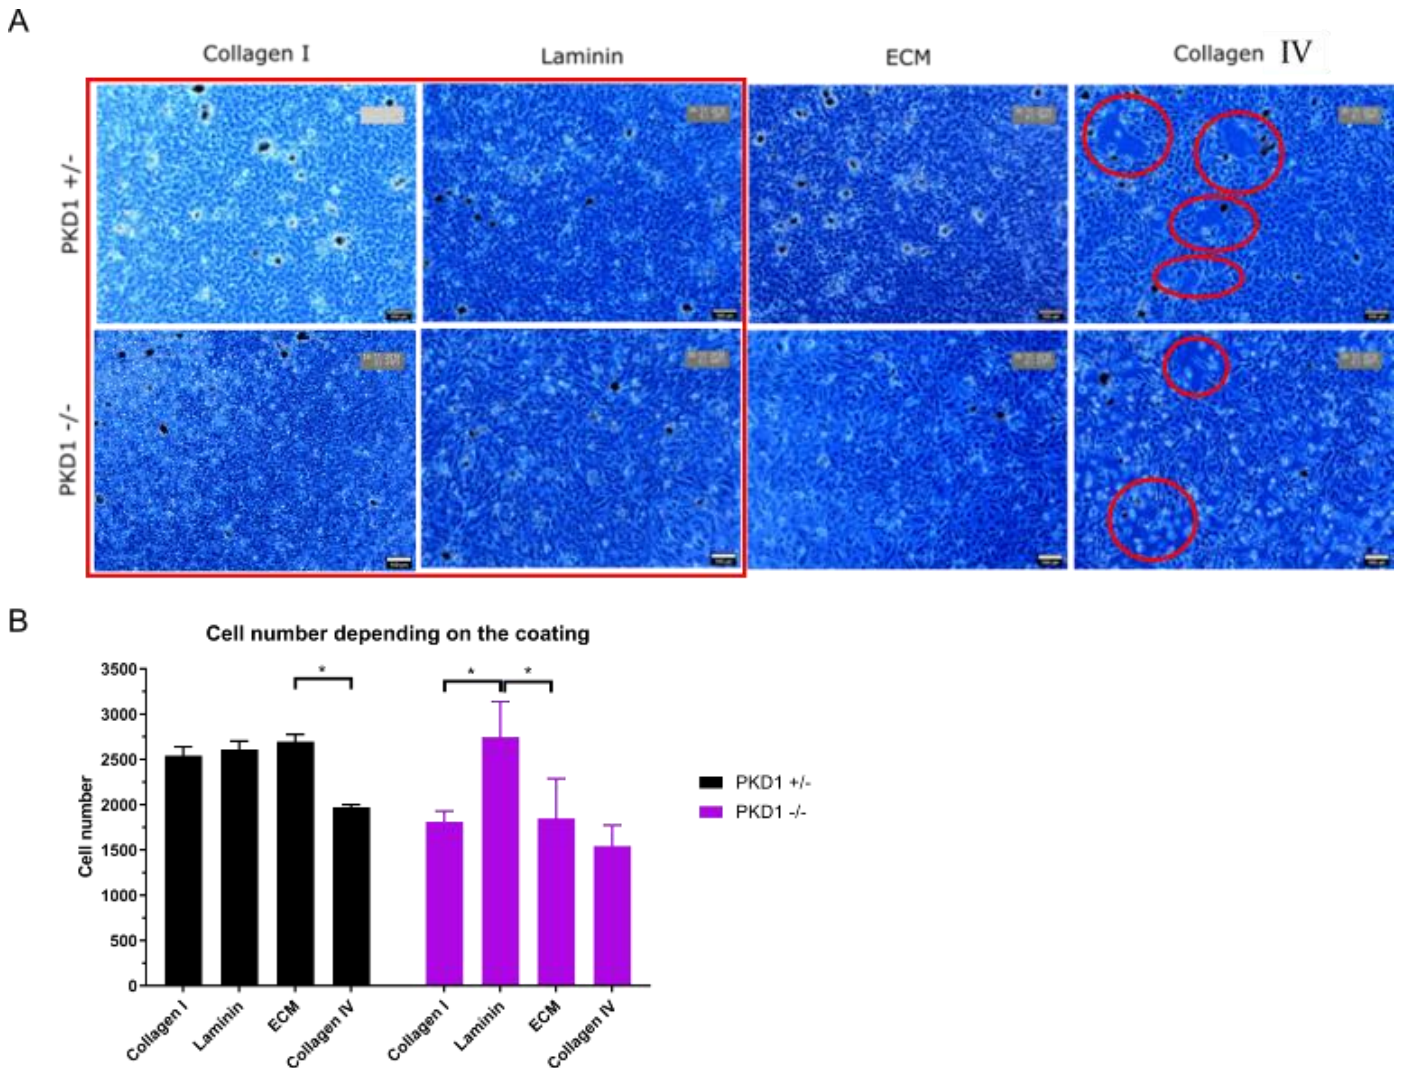 A
Collagen I
Laminin
ECM
Collagen IV
PKD1 +/-
PKD1 -/-
B
Cell number depending on the coating
Cell number
3500
3000
2500
2000
1500
1000
500
0
*
*
*
Collagen I
Laminin
ECM
Collagen IV
Collagen I
Laminin
ECM
Collagen IV
PKD1 +/-
PKD1 -/-